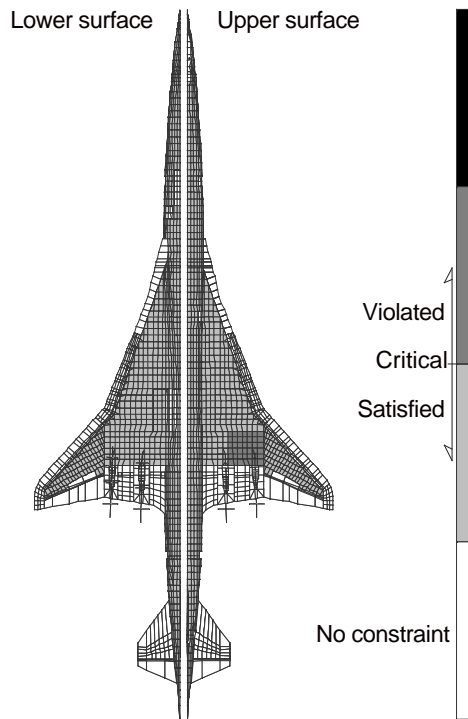 Lower surface
Upper surface
Violated
Critical
Satisfied
No constraint